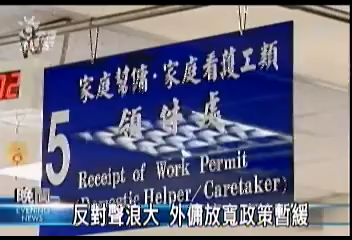 家庭幫傭・家庭看護工類
領件處
5
Receipt of Work Permit
(Domestic Helper/Caretaker)
晚間
EVENING NEWS
反對聲浪大 外傭放寬政策暫緩